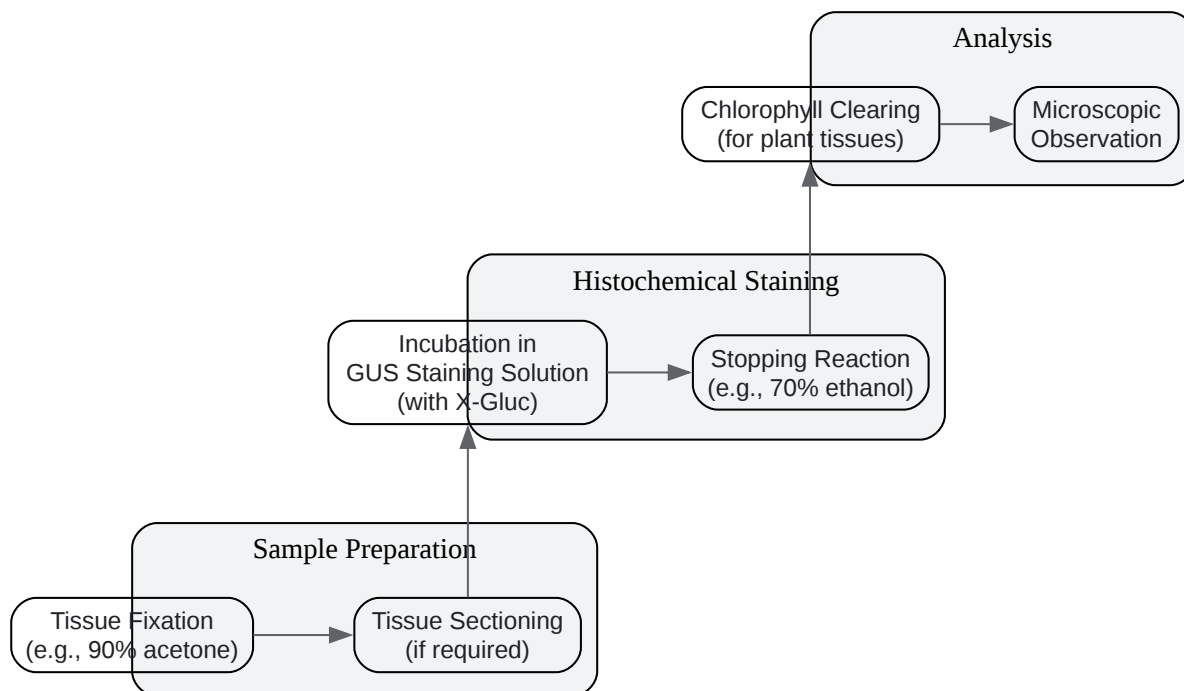 Analysis
Chlorophyll Clearing
(for plant tissues)
Microscopic
Observation
Histochemical Staining
Incubation in
GUS Staining Solution
(with X-Gluc)
Stopping Reaction
(e.g., 70% ethanol)
Sample Preparation
Tissue Fixation
(e.g., 90% acetone)
Tissue Sectioning
(if required)